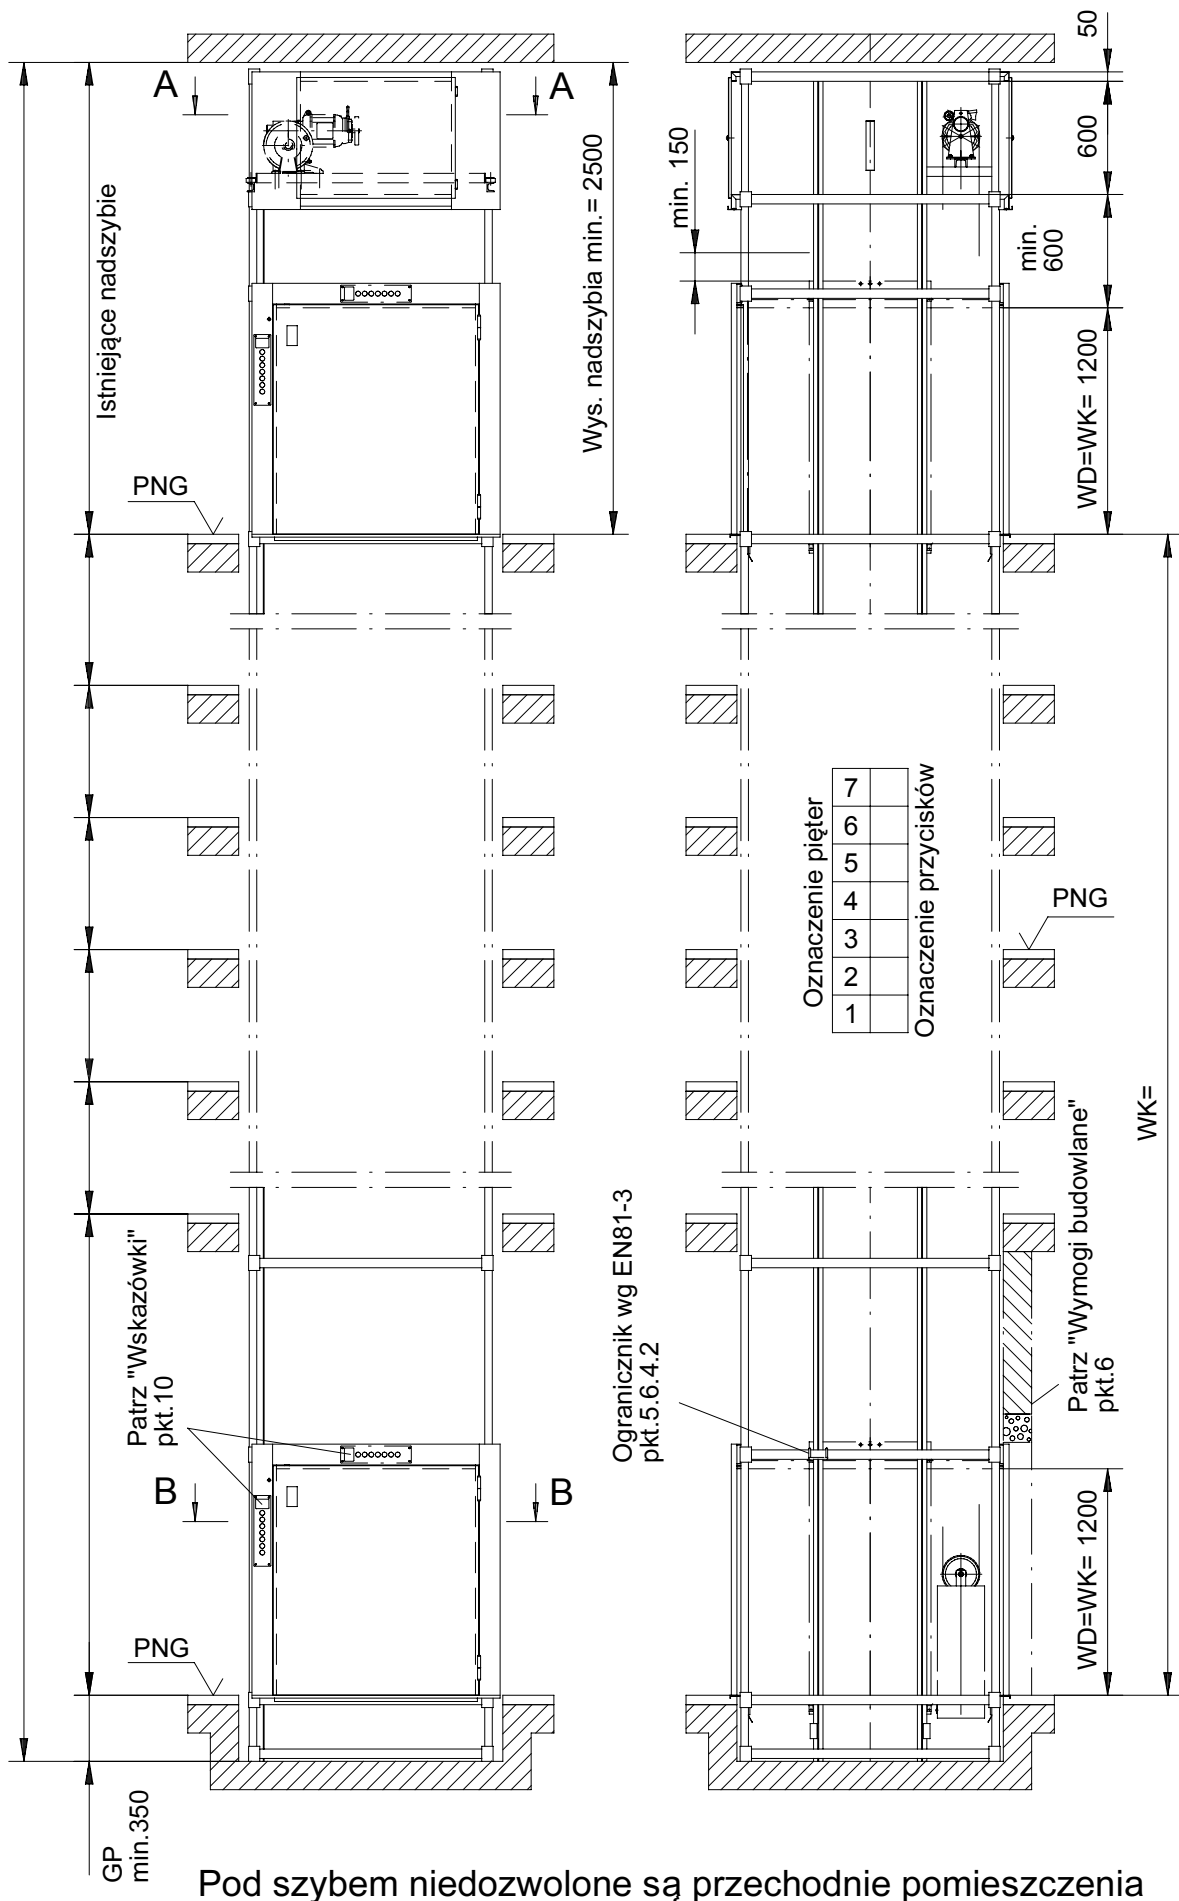 50
A
A
600
min. 150
Istniejące nadszybie
Wys. nadszybia min.= 2500
min.
600
WD=WK= 1200
PNG
Oznaczenie pięter
7
6
5
4
3
2
1
Oznaczenie przycisków
PNG
WK=
Patrz "Wskazówki"
pkt.10
Ogranicznik wg EN81-3
pkt.5.6.4.2
Patrz "Wymogi budowlane"
pkt.6
B
B
WD=WK= 1200
PNG
GP
min.350
Pod szybem niedozwolone są przechodnie pomieszczenia